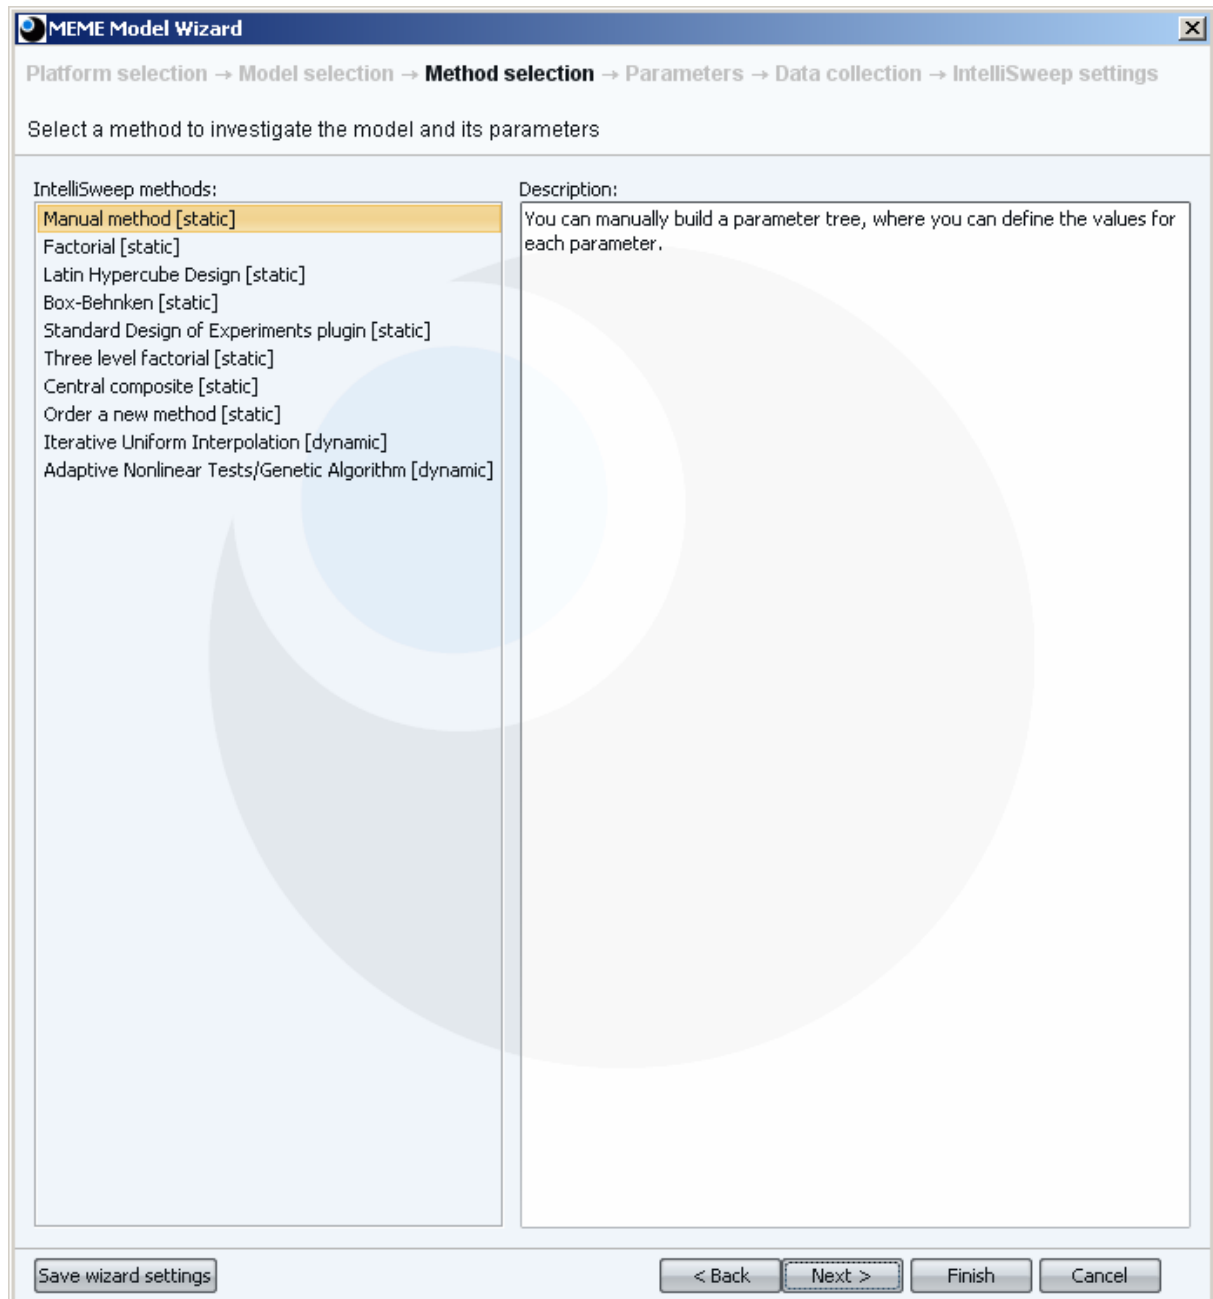 MEME Model Wizard
Platform selection → Model selection → Method selection → Parameters → Data collection → IntelliSweep settings
Select a method to investigate the model and its parameters
IntelliSweep methods:
Manual method [static]
Factorial [static]
Latin Hypercube Design [static]
Box-Behnken [static]
Standard Design of Experiments plugin [static]
Three level factorial [static]
Central composite [static]
Order a new method [static]
Iterative Uniform Interpolation [dynamic]
Adaptive Nonlinear Tests/Genetic Algorithm [dynamic]
Description:
You can manually build a parameter tree, where you can define the values for
each parameter.
Save wizard settings
< Back
Next >
Finish
Cancel